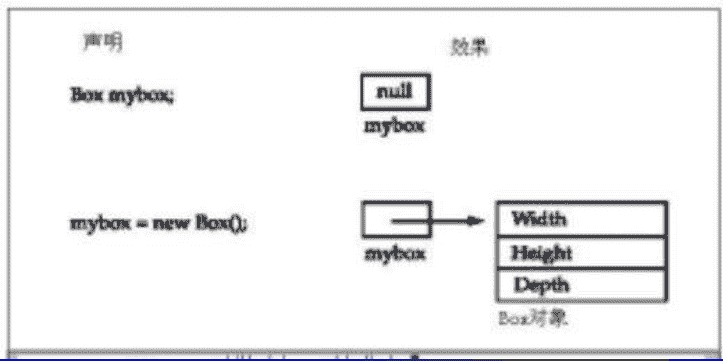 声明
效果
Box mybox;
null
mybox
mybox = new Box();
mybox
Width
Height
Depth
Box对象